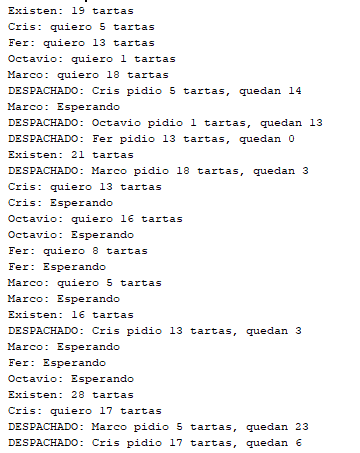 Existen: 19 tartas
Cris: quiero 5 tartas
Fer: quiero 13 tartas
Octavio: quiero 1 tartas
Marco: quiero 18 tartas
DESPACHADO: Cris pidio 5 tartas, quedan 14
Marco: Esperando
DESPACHADO: Octavio pidio 1 tartas, quedan 13
DESPACHADO: Fer pidio 13 tartas, quedan 0
Existen: 21 tartas
DESPACHADO: Marco pidio 18 tartas, quedan 3
Cris: quiero 13 tartas
Cris: Esperando
Octavio: quiero 16 tartas
Octavio: Esperando
Fer: quiero 8 tartas
Fer: Esperando
Marco: quiero 5 tartas
Marco: Esperando
Existen: 16 tartas
DESPACHADO: Cris pidio 13 tartas, quedan 3
Marco: Esperando
Fer: Esperando
Octavio: Esperando
Existen: 28 tartas
Cris: quiero 17 tartas
DESPACHADO: Marco pidio 5 tartas, quedan 23
DESPACHADO: Cris pidio 17 tartas, quedan 6